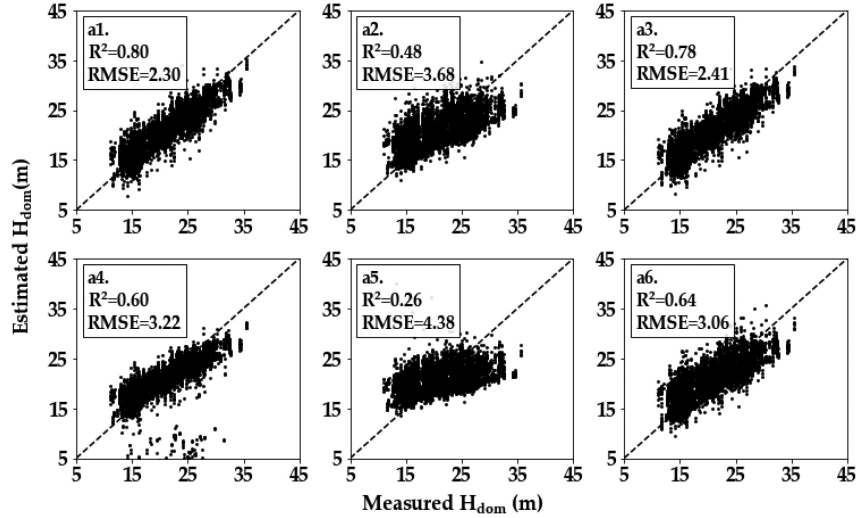 45 45 45
a1. a2. a3.
R²=0.80 R²=0.48 R²=0.78
RMSE=2.30 RMSE=3.68 RMSE=2.41
35 35 35
25 25 25
15 15 15
5 5 5
5 15 25 35 45 5 15 25 35 45 5 15 25 35 45
Estimated H_dom(m)
45 45 45
a4. a5. a6.
R²=0.60 R²=0.26 R²=0.64
RMSE=3.22 RMSE=4.38 RMSE=3.06
35 35 35
25 25 25
15 15 15
5 5 5
5 15 25 35 45 5 15 25 35 45 5 15 25 35 45
Measured H_dom (m)